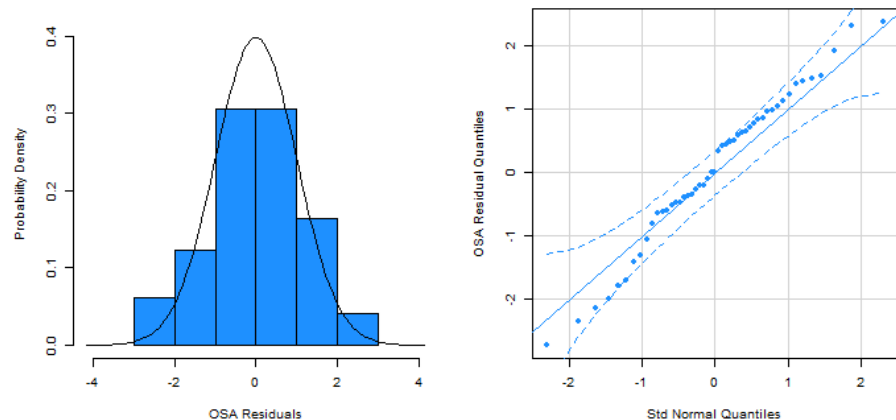 Probability Density
0.0 0.1 0.2 0.3 0.4
-4 -2 0 2 4
OSA Residuals
OSA Residual Quantiles
-2 -1 0 1 2
-2 -1 0 1 2
Std Normal Quantiles